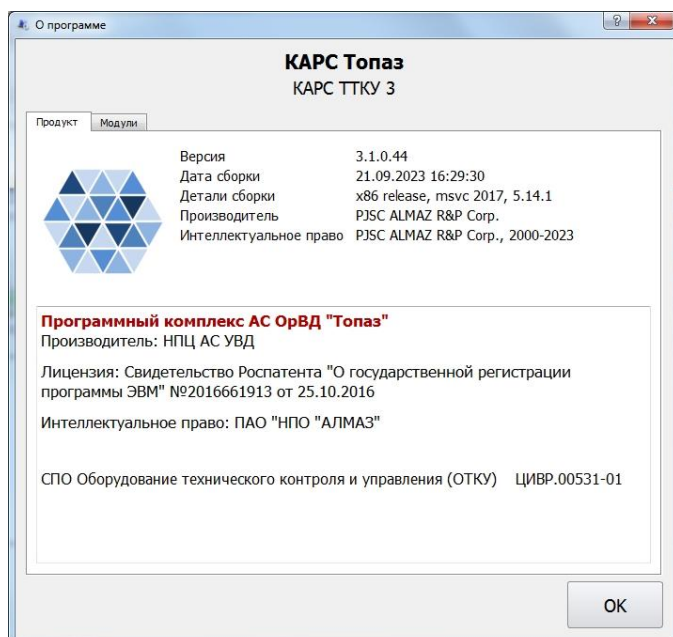 О программе
КАРС Топаз
КАРС ТТКУ 3
Продукт Модули
Версия 3.1.0.44
Дата сборки 21.09.2023 16:29:30
Детали сборки x86 release, msvc 2017, 5.14.1
Производитель PJSC ALMAZ R&P Corp.
Интеллектуальное право PJSC ALMAZ R&P Corp., 2000-2023
Программный комплекс АС ОрВД "Топаз"
Производитель: НПЦ АС УВД
Лицензия: Свидетельство Роспатента "О государственной регистрации
программы ЭВМ" №2016661913 от 25.10.2016
Интеллектуальное право: ПАО "НПО "АЛМАЗ"
СПО Оборудование технического контроля и управления (ОТКУ) ЦИВР.00531-01
ОК